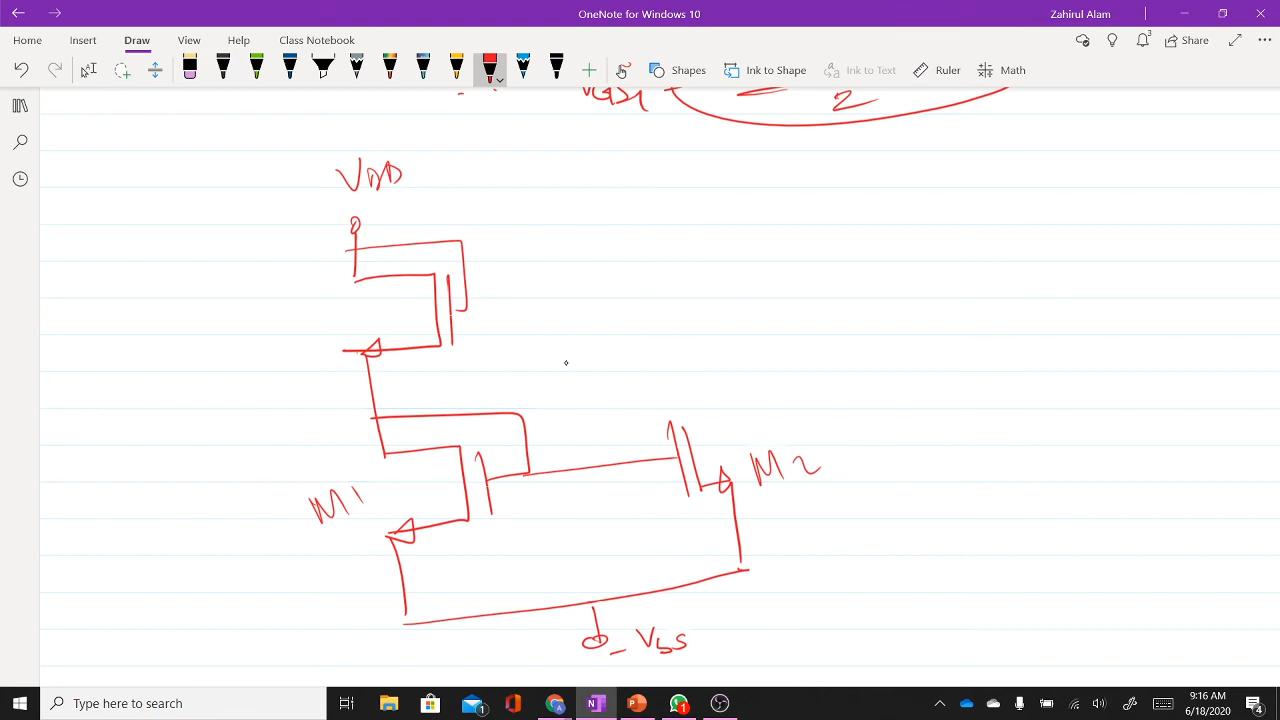 OneNote for Windows 10
Zahirul Alam
Home Insert Draw View Help Class Notebook
Share
Shapes Ink to Shape Ink to Text Ruler Math
VGS1
2
VDD
M1
M2
- VSS
Type here to search
1
9:16 AM
6/18/2020